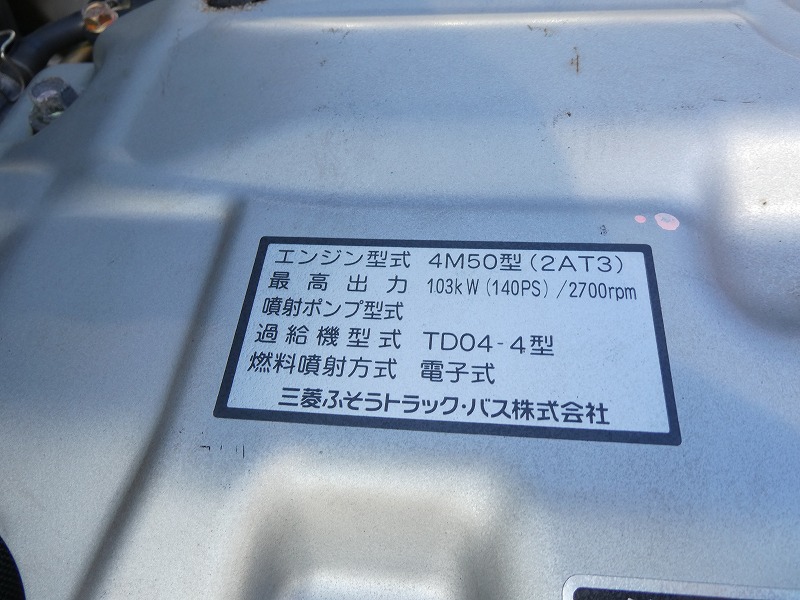 エンジン型式 4M50型(2AT3)
最高出力 103kW(140PS)/2700rpm
噴射ポンプ型式
過給機型式 TD04-4型
燃料噴射方式 電子式
三菱ふそうトラック・バス株式会社